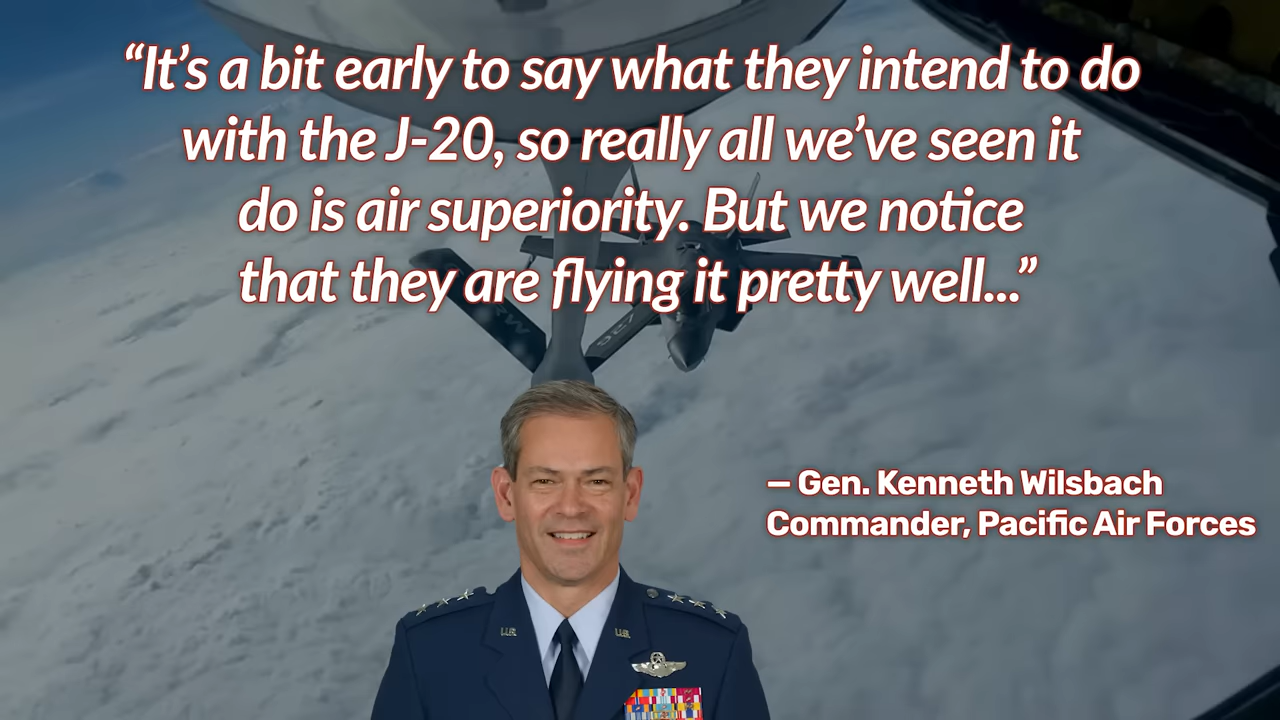 “It’s a bit early to say what they intend to do
with the J-20, so really all we’ve seen it
do is air superiority. But we notice
that they are flying it pretty well...”
– Gen. Kenneth Wilsbach
Commander, Pacific Air Forces
U.S.
U.S.